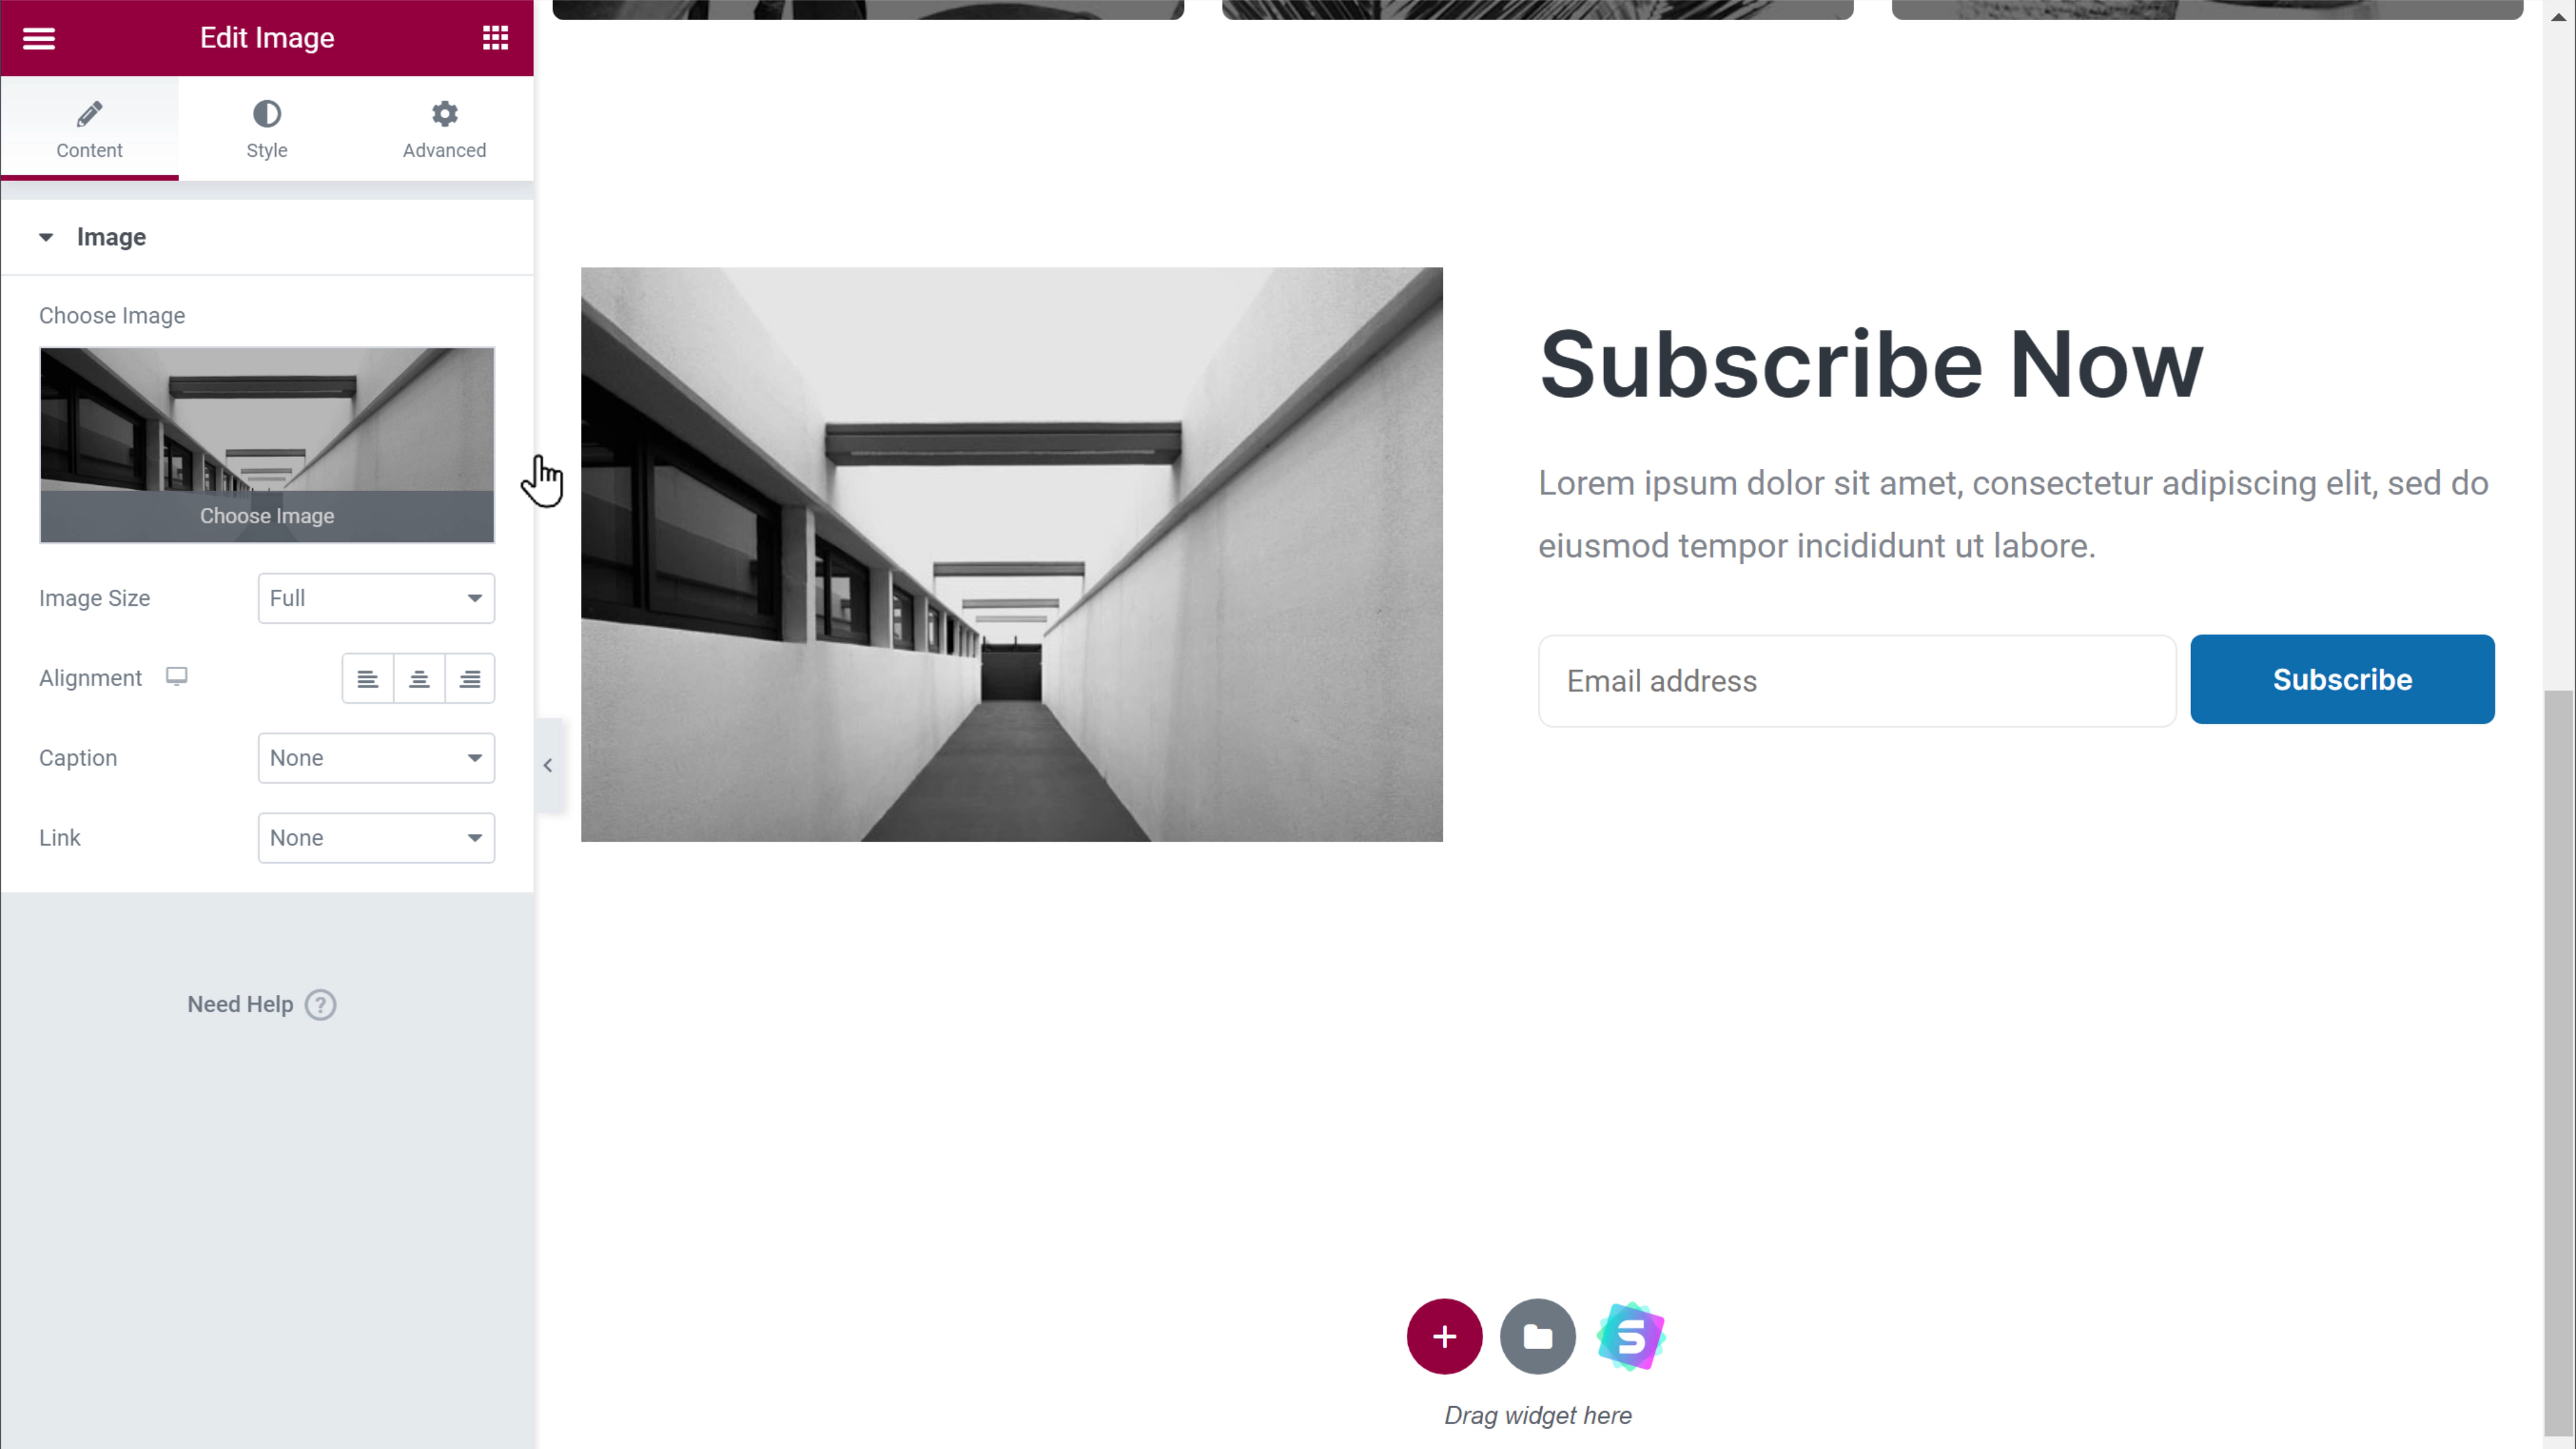 Edit Image
Content
Style
Advanced
Image
Choose Image
Choose Image
Image Size
Full
Alignment
Caption
None
Link
None
Need Help
?
Subscribe Now
Lorem ipsum dolor sit amet, consectetur adipiscing elit, sed do
eiusmod tempor incididunt ut labore.
Email address
Subscribe
+
S
Drag widget here